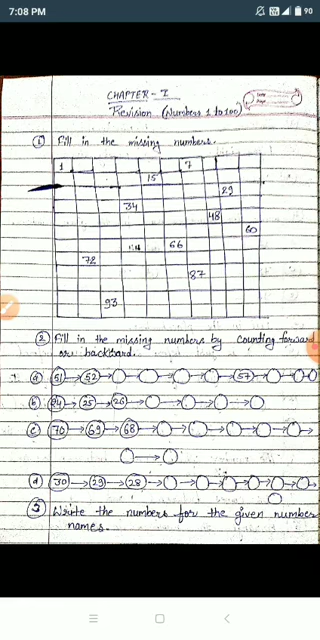 7:08 PM
90
CHAPTER - I
Revision (Numbers 1 to 100)
① Fill in the missing numbers.
1 7
15
29
34
48
60
66
72
87
93
② Fill in the missing numbers by counting forward
or backward.
ⓐ 51 → 52 → 57
ⓑ 24 → 25 → 26
ⓒ 70 → 69 → 68
ⓓ 30 → 29 → 28
③ Write the numbers for the given number
names.